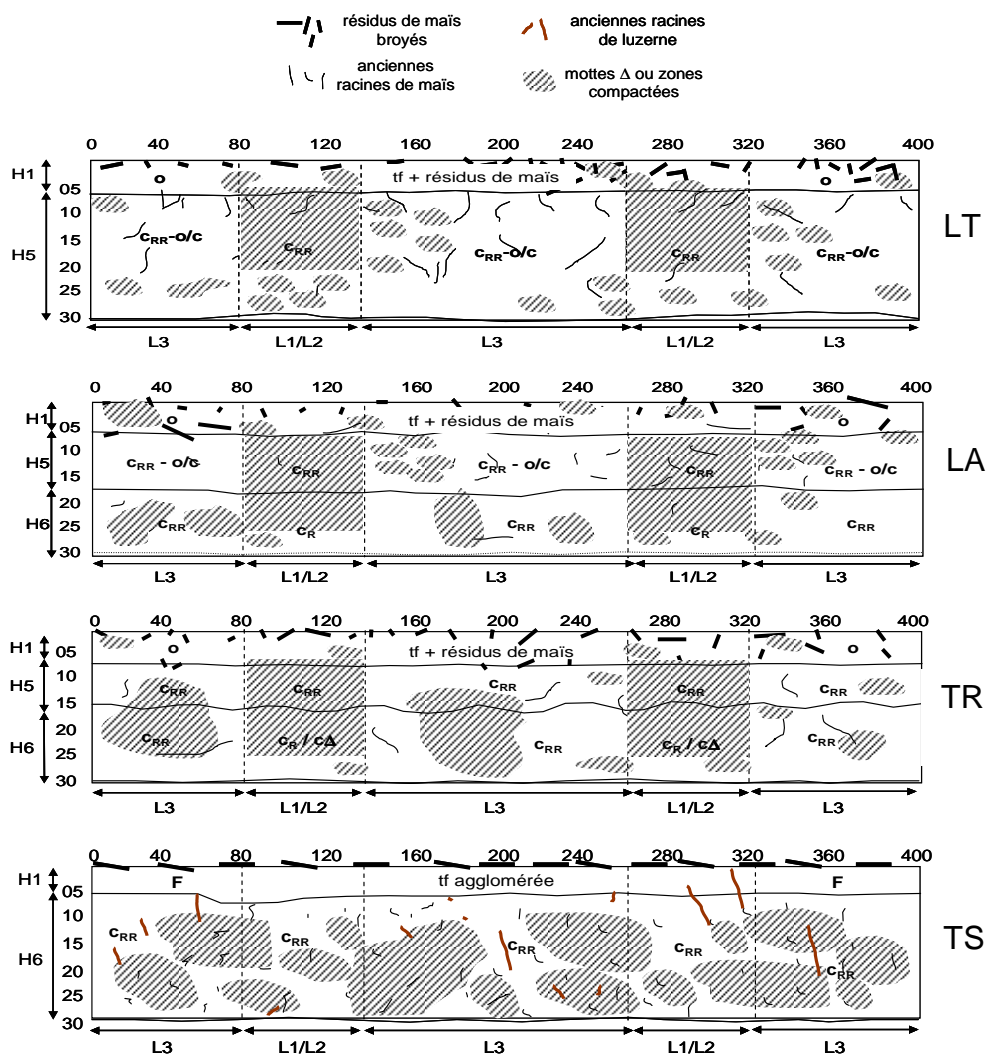 résidus de maïs
broyés
anciennes racines
de luzerne
anciennes
racines de maïs
mottes Δ ou zones
compactées
0 40 80 120 160 200 240 280 320 360 400
H1 05 o tf + résidus de maïs o
LT
H5 10 15 20 25 30
cRR-o/c cRR cRR-o/c cRR cRR-o/c
L3 L1/L2 L3 L1/L2 L3
0 40 80 120 160 200 240 280 320 360 400
H1 05 o tf + résidus de maïs o
LA
H5 10 15
cRR - o/c cRR cRR - o/c cRR cRR - o/c
H6 20 25 30
cRR cR cRR cR cRR
L3 L1/L2 L3 L1/L2 L3
0 40 80 120 160 200 240 280 320 360 400
H1 05 o tf + résidus de maïs o
TR
H5 10 15
cRR cRR cRR cRR cRR
H6 20 25 30
cRR cR / cΔ cRR cR / cΔ cRR
L3 L1/L2 L3 L1/L2 L3
0 40 80 120 160 200 240 280 320 360 400
H1 05 F tf agglomérée F
TS
H6 10 15 20 25 30
cRR cRR cRR cRR cRR
L3 L1/L2 L3 L1/L2 L3